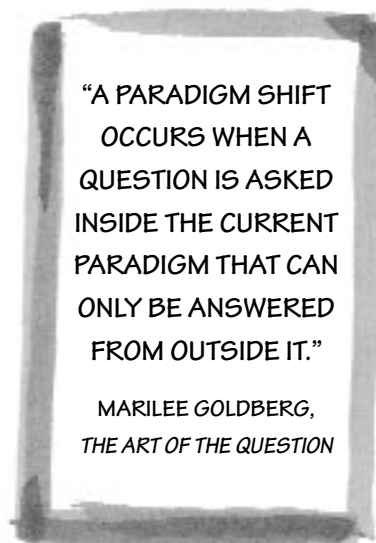 “A PARADIGM SHIFT
OCCURS WHEN A
QUESTION IS ASKED
INSIDE THE CURRENT
PARADIGM THAT CAN
ONLY BE ANSWERED
FROM OUTSIDE IT.”
MARILEE GOLDBERG,
THE ART OF THE QUESTION